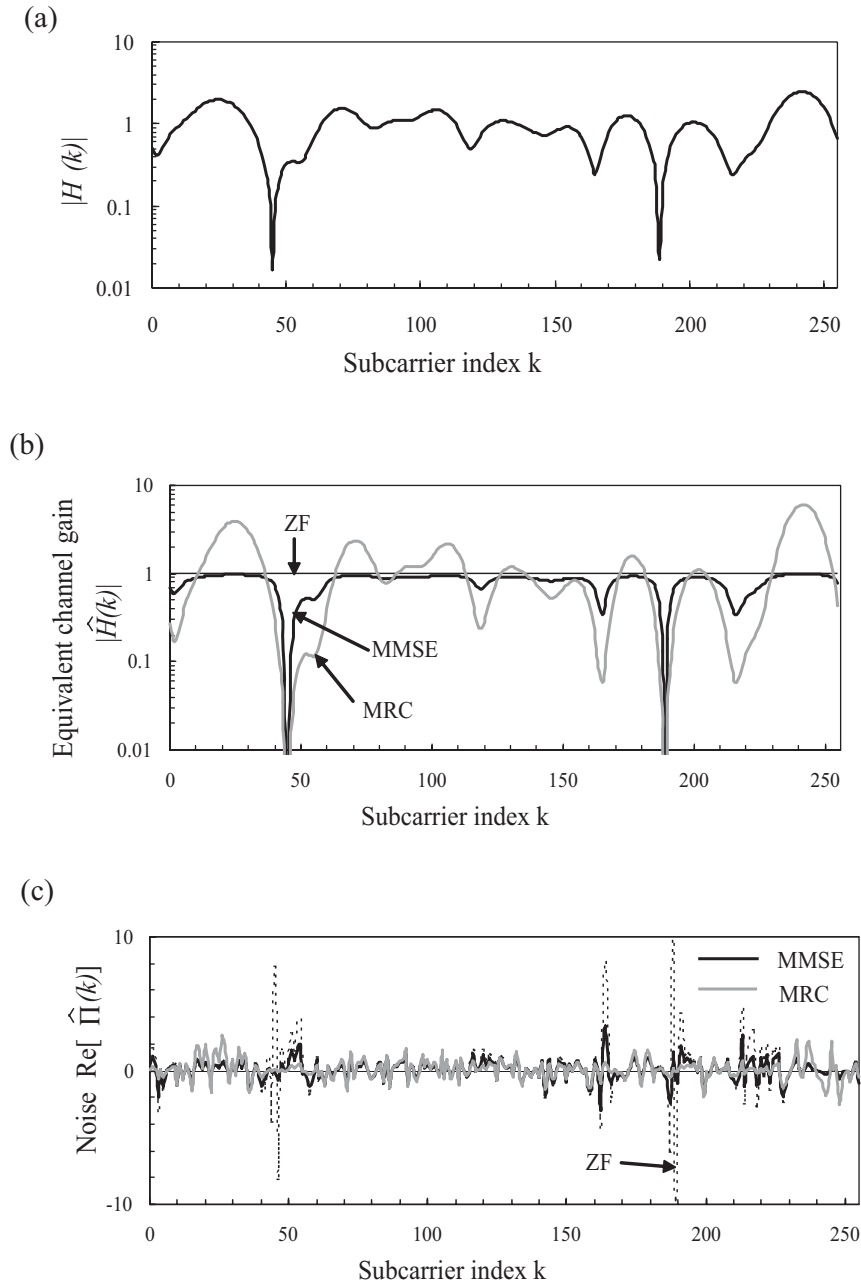 (a)
10
1
0.1
0.01
|H (k)|
0
50
100
150
200
250
Subcarrier index k
(b)
10
1
0.1
0.01
Equivalent channel gain
|Ĥ(k)|
ZF
MMSE
MRC
0
50
100
150
200
250
Subcarrier index k
(c)
10
0
-10
Noise Re[ Π̂(k)]
MMSE
MRC
ZF
0
50
100
150
200
250
Subcarrier index k